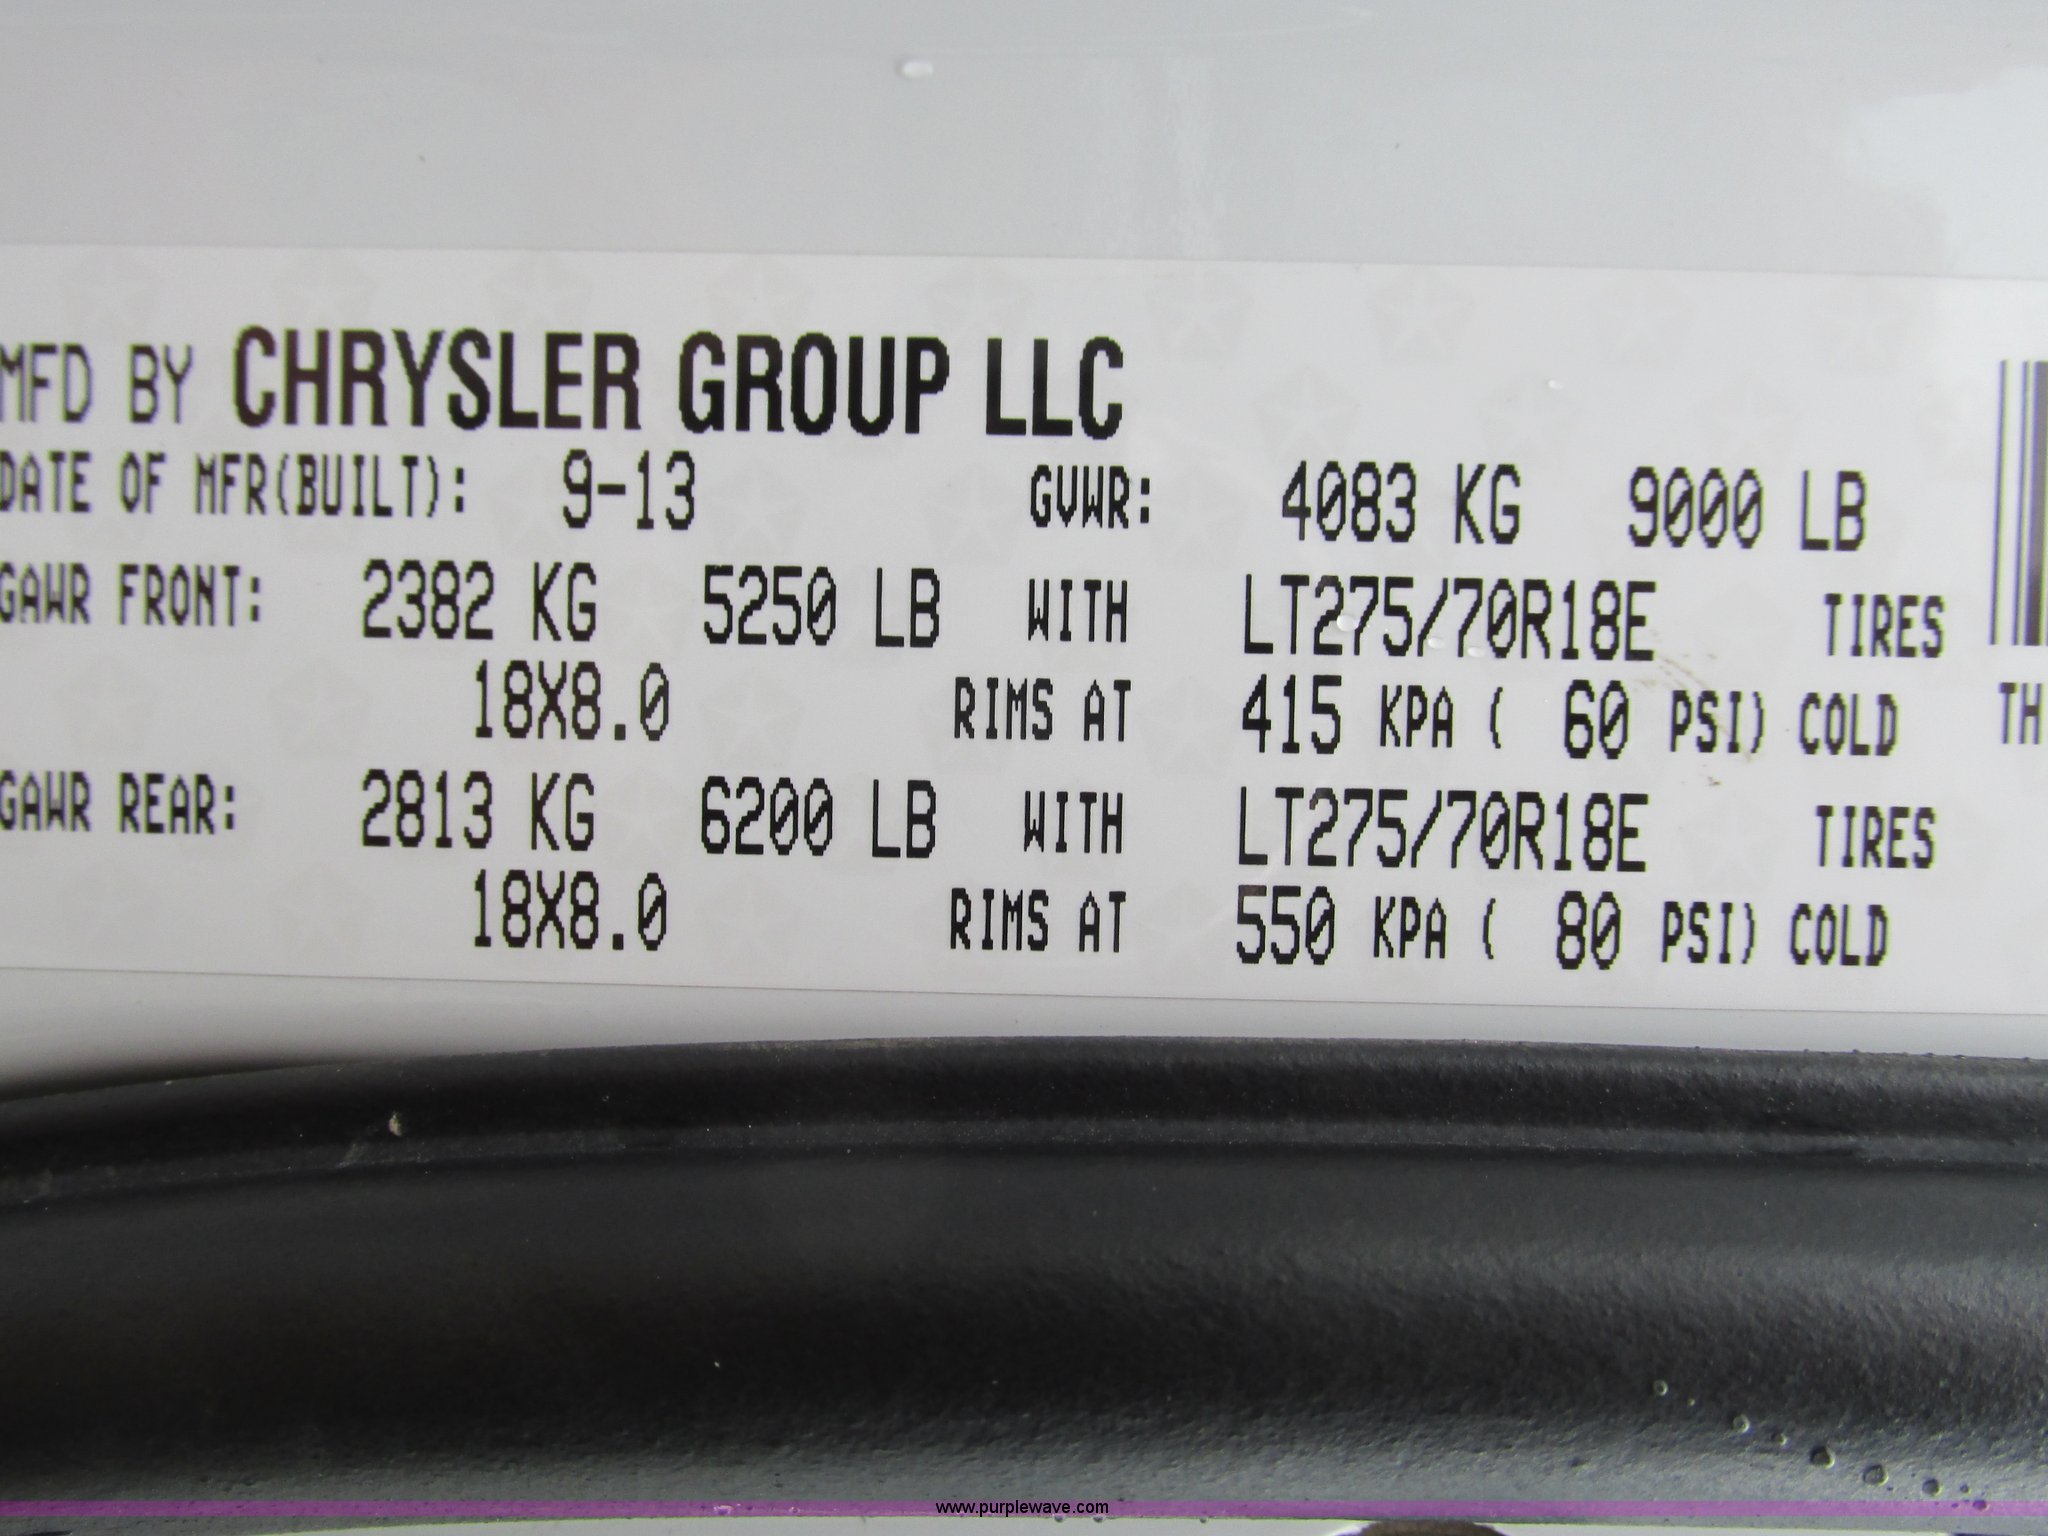 MFD BY CHRYSLER GROUP LLC
DATE OF MFR(BUILT): 9-13 GVWR: 4083 KG 9000 LB
GAWR FRONT: 2382 KG 5250 LB WITH LT275/70R18E TIRES
18X8.0 RIMS AT 415 KPA ( 60 PSI) COLD TH
GAWR REAR: 2813 KG 6200 LB WITH LT275/70R18E TIRES
18X8.0 RIMS AT 550 KPA ( 80 PSI) COLD
www.purplewave.com